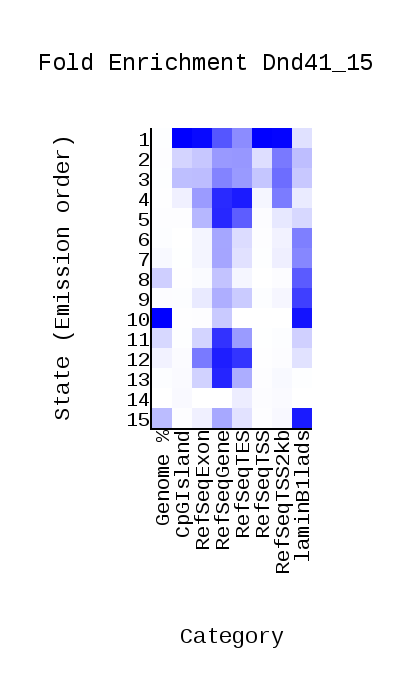 Fold Enrichment Dnd41_15
State (Emission order)
1
2
3
4
5
6
7
8
9
10
11
12
13
14
15
Genome %
CpGIsland
RefSeqExon
RefSeqGene
RefSeqTES
RefSeqTSS
RefSeqTSS2kb
laminB1lads
Category